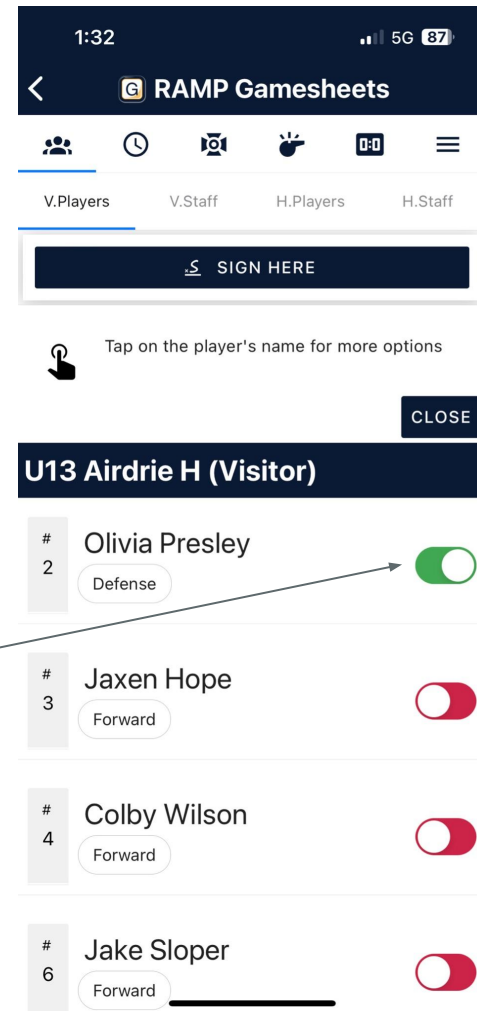 1:32 5G 87
G RAMP Gamesheets
0:0
V.Players V.Staff H.Players H.Staff
SIGN HERE
Tap on the player's name for more options
CLOSE
U13 Airdrie H (Visitor)
# Olivia Presley
2 Defense
# Jaxen Hope
3 Forward
# Colby Wilson
4 Forward
# Jake Sloper
6 Forward